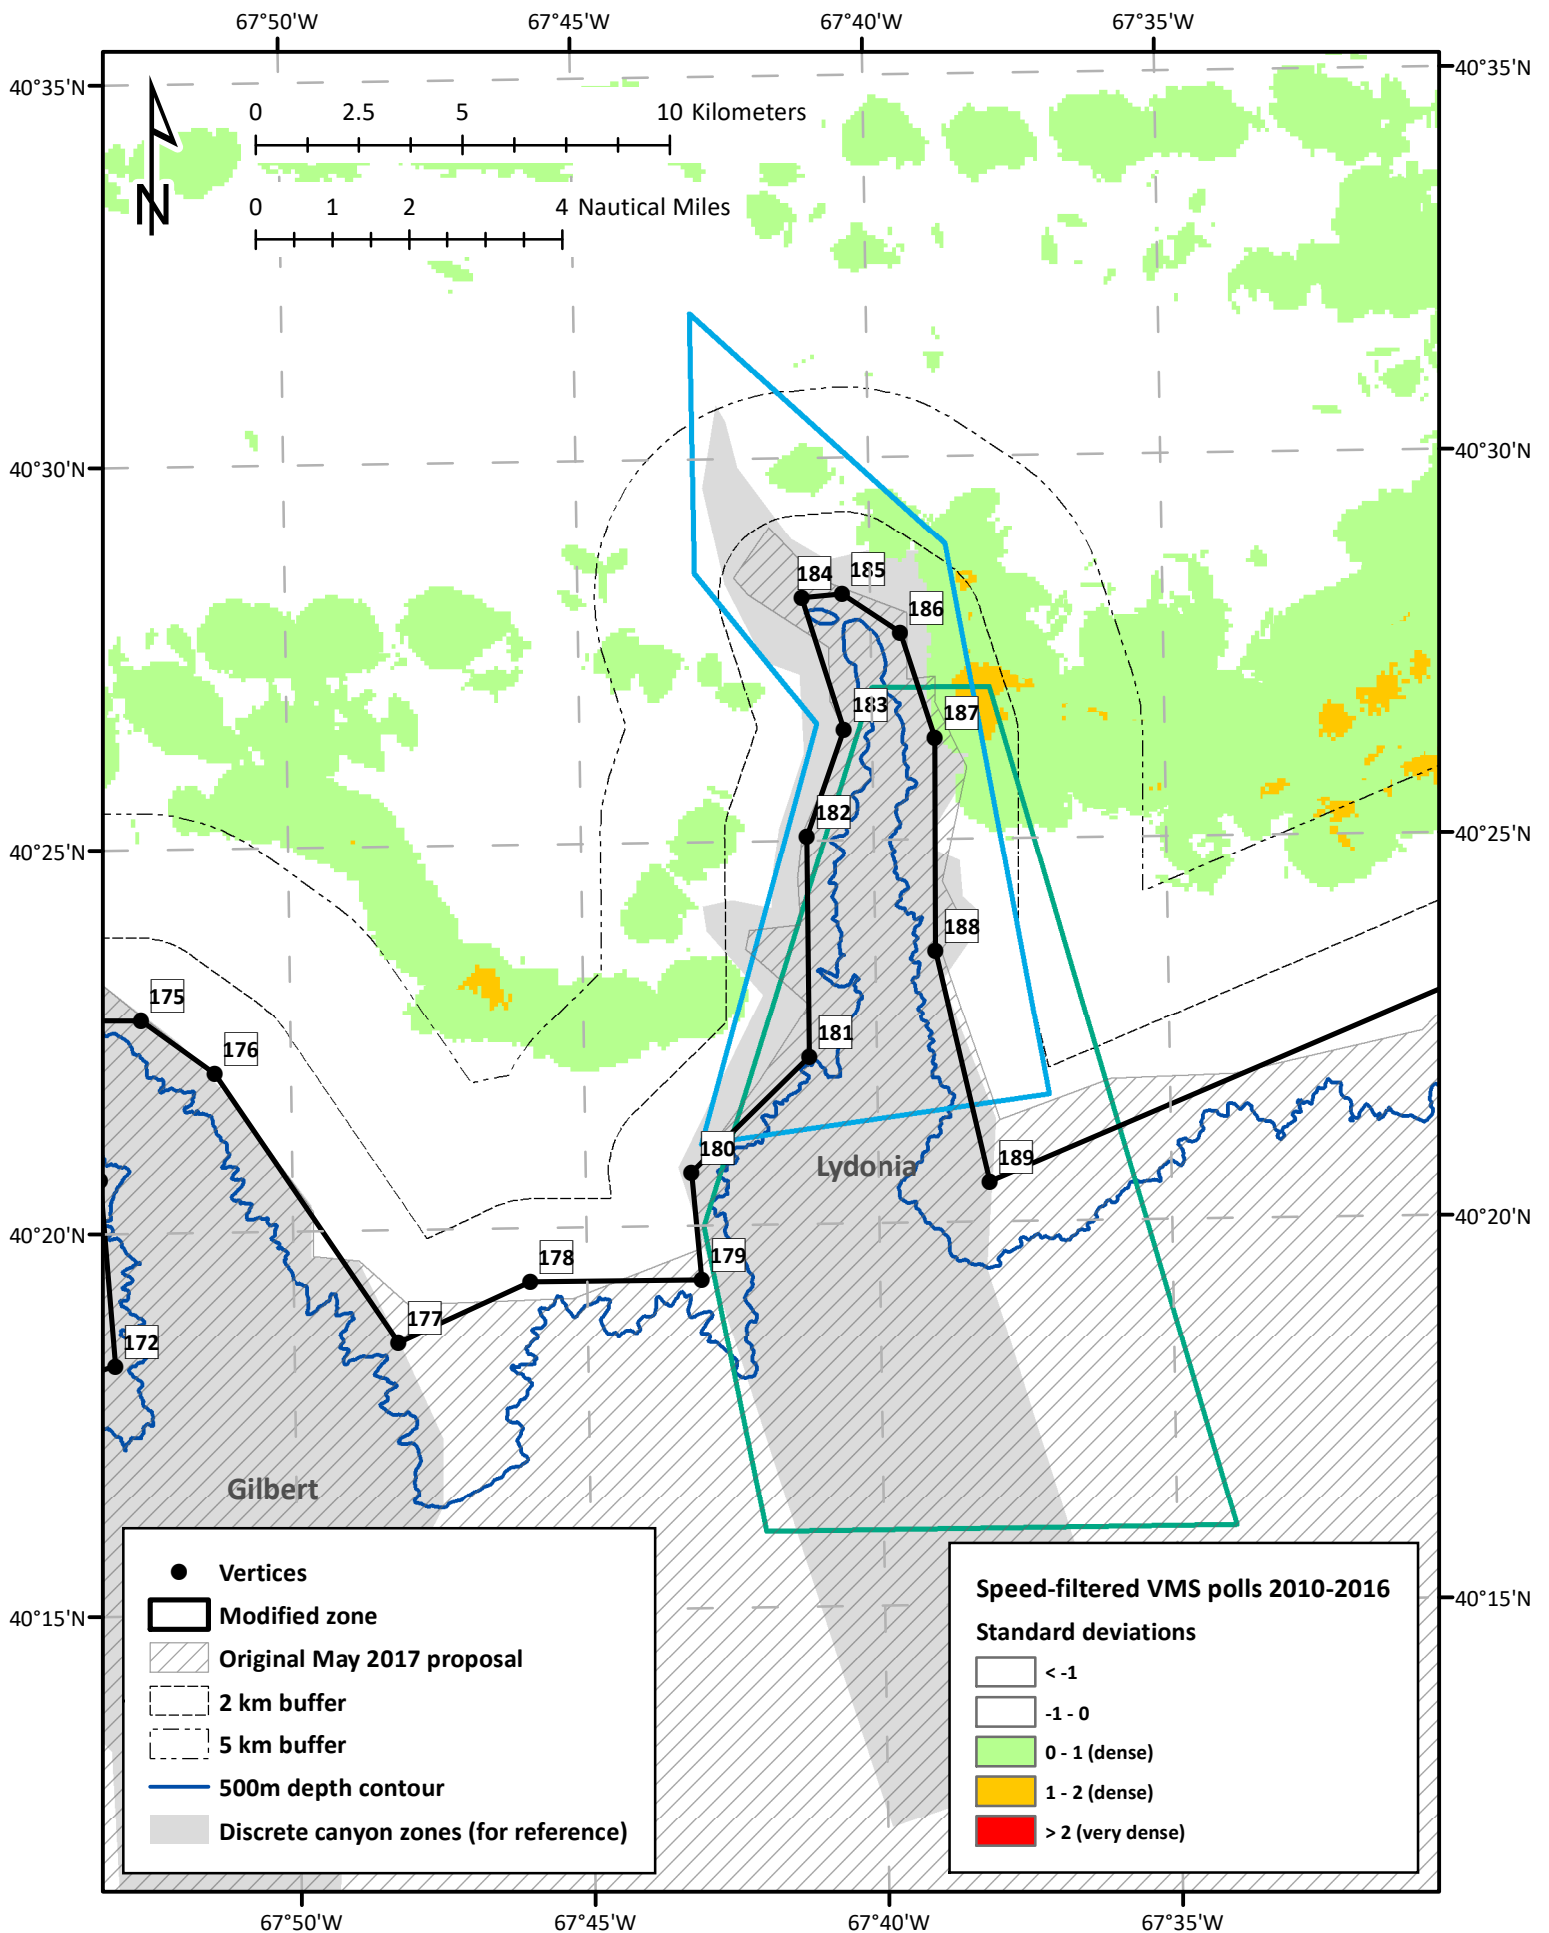 67°50'W 67°45'W 67°40'W 67°35'W
40°35'N 40°35'N
0 2.5 5 10 Kilometers
N
0 1 2 4 Nautical Miles
40°30'N 40°30'N
184 185
186
183 187
182
40°25'N 40°25'N
188
175
181
176
180
Lydonia 189
40°20'N 40°20'N
178 179
177
172
Gilbert
Vertices
Modified zone
Original May 2017 proposal
2 km buffer
5 km buffer
500m depth contour
Discrete canyon zones (for reference)
Speed-filtered VMS polls 2010-2016
Standard deviations
< -1
-1 - 0
0 - 1 (dense)
1 - 2 (dense)
> 2 (very dense)
40°15'N 40°15'N
67°50'W 67°45'W 67°40'W 67°35'W